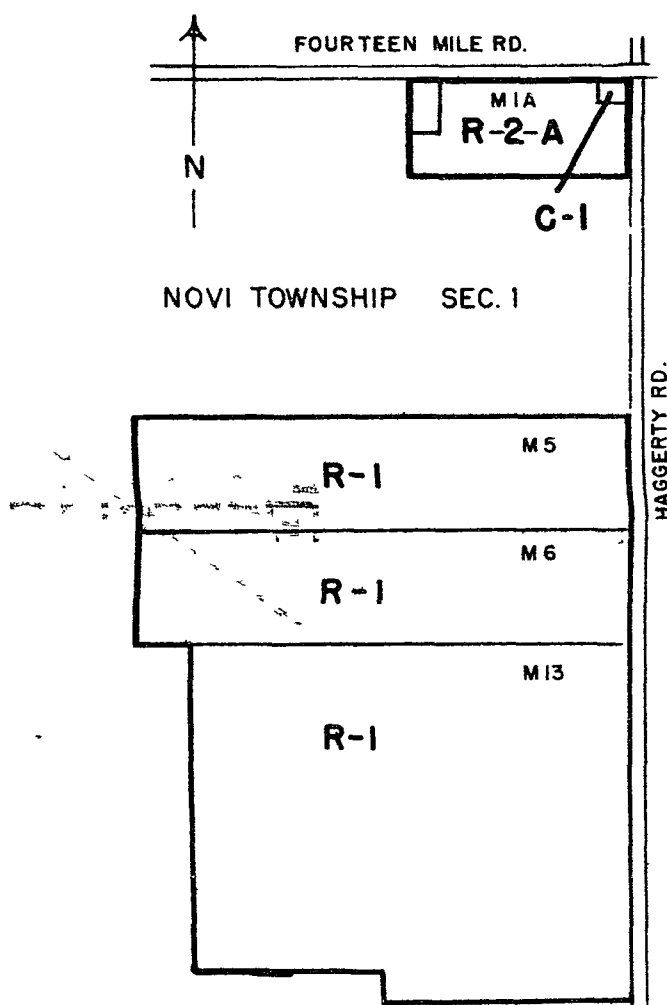 FOURTEEN MILE RD.
M1A
R-2-A
N
C-1
NOVI TOWNSHIP SEC. 1
HAGGERTY RD.
M5
R-1
M6
R-1
M13
R-1